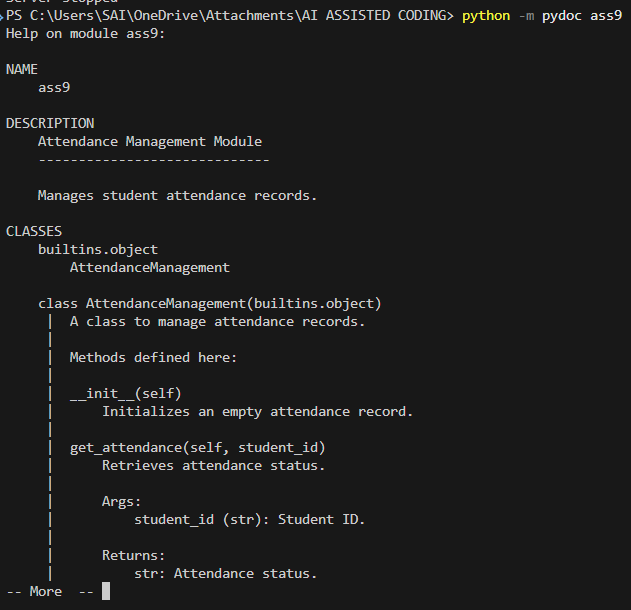 Server stopped
PS C:\Users\SAI\OneDrive\Attachments\AI ASSISTED CODING> python -m pydoc ass9
Help on module ass9:

NAME
    ass9

DESCRIPTION
    Attendance Management Module
    -----------------------------

    Manages student attendance records.

CLASSES
    builtins.object
        AttendanceManagement

    class AttendanceManagement(builtins.object)
     |  A class to manage attendance records.
     |
     |  Methods defined here:
     |
     |  __init__(self)
     |      Initializes an empty attendance record.
     |
     |  get_attendance(self, student_id)
     |      Retrieves attendance status.
     |
     |      Args:
     |          student_id (str): Student ID.
     |
     |      Returns:
     |          str: Attendance status.
-- More  --